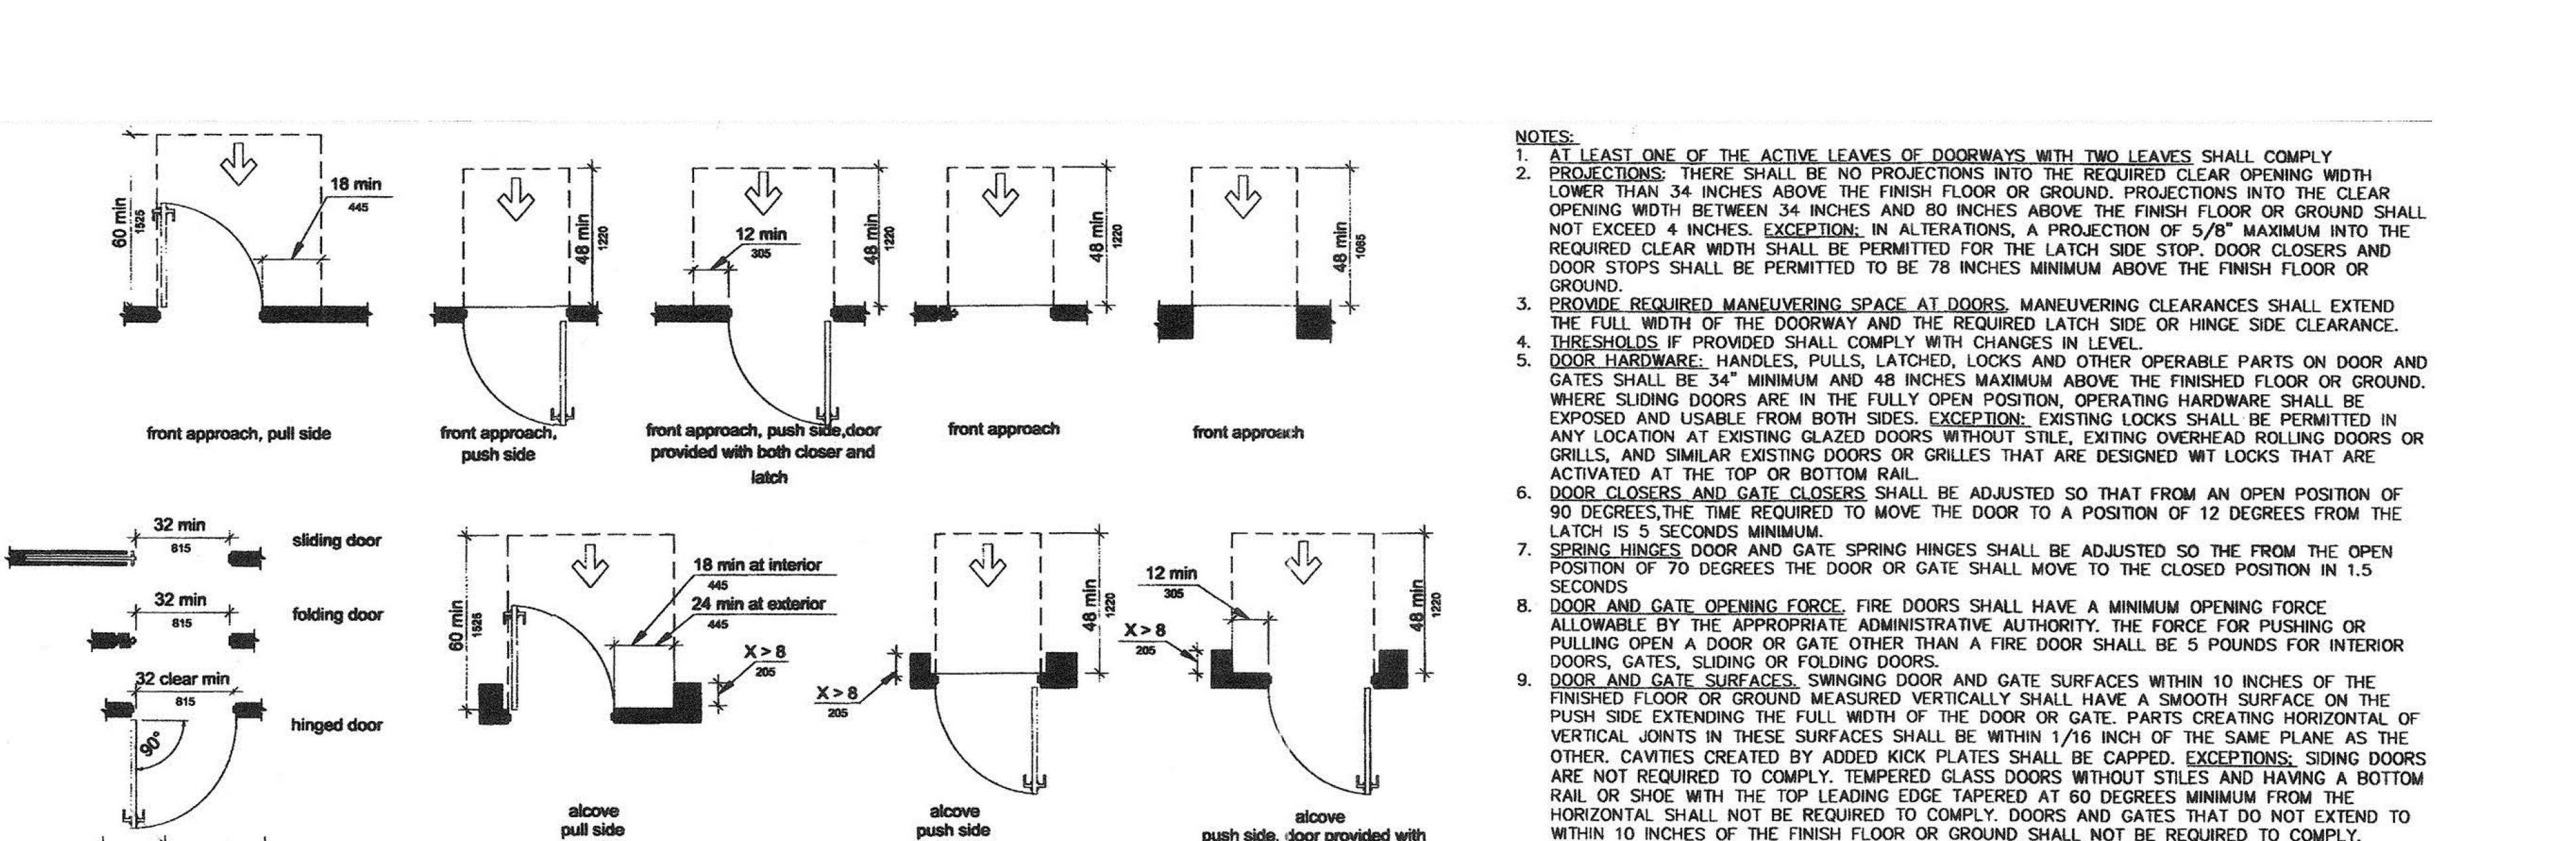 60 min
1525
18 min
445
front approach, pull side
48 min
1220
front approach,
push side
12 min
305
48 min
1220
front approach, push side,door
provided with both closer and
latch
48 min
1220
front approach
48 min
1065
front approach
32 min
815
sliding door
32 min
815
folding door
32 clear min
815
90°
hinged door
60 min
1525
18 min at interior
445
24 min at exterior
445
X > 8
205
alcove
pull side
48 min
1220
X > 8
205
alcove
push side
12 min
305
X > 8
205
48 min
1220
alcove
push side, door provided with
NOTES:
1. AT LEAST ONE OF THE ACTIVE LEAVES OF DOORWAYS WITH TWO LEAVES SHALL COMPLY
2. PROJECTIONS: THERE SHALL BE NO PROJECTIONS INTO THE REQUIRED CLEAR OPENING WIDTH
LOWER THAN 34 INCHES ABOVE THE FINISH FLOOR OR GROUND. PROJECTIONS INTO THE CLEAR
OPENING WIDTH BETWEEN 34 INCHES AND 80 INCHES ABOVE THE FINISH FLOOR OR GROUND SHALL
NOT EXCEED 4 INCHES. EXCEPTION: IN ALTERATIONS, A PROJECTION OF 5/8" MAXIMUM INTO THE
REQUIRED CLEAR WIDTH SHALL BE PERMITTED FOR THE LATCH SIDE STOP. DOOR CLOSERS AND
DOOR STOPS SHALL BE PERMITTED TO BE 78 INCHES MINIMUM ABOVE THE FINISH FLOOR OR
GROUND.
3. PROVIDE REQUIRED MANEUVERING SPACE AT DOORS. MANEUVERING CLEARANCES SHALL EXTEND
THE FULL WIDTH OF THE DOORWAY AND THE REQUIRED LATCH SIDE OR HINGE SIDE CLEARANCE.
4. THRESHOLDS IF PROVIDED SHALL COMPLY WITH CHANGES IN LEVEL.
5. DOOR HARDWARE: HANDLES, PULLS, LATCHED, LOCKS AND OTHER OPERABLE PARTS ON DOOR AND
GATES SHALL BE 34" MINIMUM AND 48 INCHES MAXIMUM ABOVE THE FINISHED FLOOR OR GROUND.
WHERE SLIDING DOORS ARE IN THE FULLY OPEN POSITION, OPERATING HARDWARE SHALL BE
EXPOSED AND USABLE FROM BOTH SIDES. EXCEPTION: EXISTING LOCKS SHALL BE PERMITTED IN
ANY LOCATION AT EXISTING GLAZED DOORS WITHOUT STILE, EXITING OVERHEAD ROLLING DOORS OR
GRILLS, AND SIMILAR EXISTING DOORS OR GRILLES THAT ARE DESIGNED WIT LOCKS THAT ARE
ACTIVATED AT THE TOP OR BOTTOM RAIL.
6. DOOR CLOSERS AND GATE CLOSERS SHALL BE ADJUSTED SO THAT FROM AN OPEN POSITION OF
90 DEGREES,THE TIME REQUIRED TO MOVE THE DOOR TO A POSITION OF 12 DEGREES FROM THE
LATCH IS 5 SECONDS MINIMUM.
7. SPRING HINGES DOOR AND GATE SPRING HINGES SHALL BE ADJUSTED SO THE FROM THE OPEN
POSITION OF 70 DEGREES THE DOOR OR GATE SHALL MOVE TO THE CLOSED POSITION IN 1.5
SECONDS
8. DOOR AND GATE OPENING FORCE. FIRE DOORS SHALL HAVE A MINIMUM OPENING FORCE
ALLOWABLE BY THE APPROPRIATE ADMINISTRATIVE AUTHORITY. THE FORCE FOR PUSHING OR
PULLING OPEN A DOOR OR GATE OTHER THAN A FIRE DOOR SHALL BE 5 POUNDS FOR INTERIOR
DOORS, GATES, SLIDING OR FOLDING DOORS.
9. DOOR AND GATE SURFACES. SWINGING DOOR AND GATE SURFACES WITHIN 10 INCHES OF THE
FINISHED FLOOR OR GROUND MEASURED VERTICALLY SHALL HAVE A SMOOTH SURFACE ON THE
PUSH SIDE EXTENDING THE FULL WIDTH OF THE DOOR OR GATE. PARTS CREATING HORIZONTAL OF
VERTICAL JOINTS IN THESE SURFACES SHALL BE WITHIN 1/16 INCH OF THE SAME PLANE AS THE
OTHER. CAVITIES CREATED BY ADDED KICK PLATES SHALL BE CAPPED. EXCEPTIONS: SIDING DOORS
ARE NOT REQUIRED TO COMPLY. TEMPERED GLASS DOORS WITHOUT STILES AND HAVING A BOTTOM
RAIL OR SHOE WITH THE TOP LEADING EDGE TAPERED AT 60 DEGREES MINIMUM FROM THE
HORIZONTAL SHALL NOT BE REQUIRED TO COMPLY. DOORS AND GATES THAT DO NOT EXTEND TO
WITHIN 10 INCHES OF THE FINISH FLOOR OR GROUND SHALL NOT BE REQUIRED TO COMPLY.